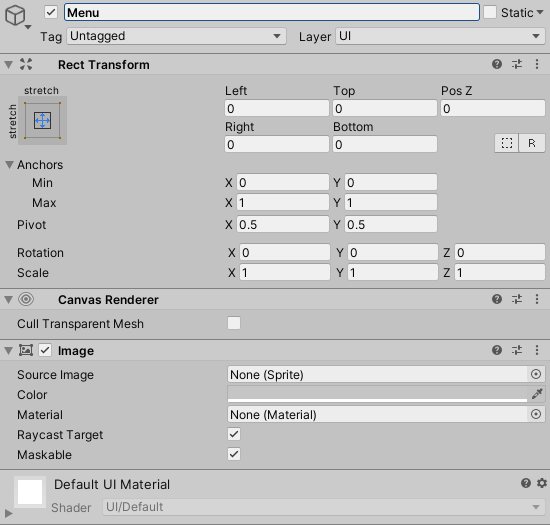 Menu Static
Tag Untagged Layer UI
Rect Transform
stretch Left Top Pos Z
stretch 0 0 0
Right Bottom
0 0 R
Anchors
Min X 0 Y 0
Max X 1 Y 1
Pivot X 0.5 Y 0.5
Rotation X 0 Y 0 Z 0
Scale X 1 Y 1 Z 1
Canvas Renderer
Cull Transparent Mesh
Image
Source Image None (Sprite)
Color
Material None (Material)
Raycast Target
Maskable
Default UI Material
Shader UI/Default